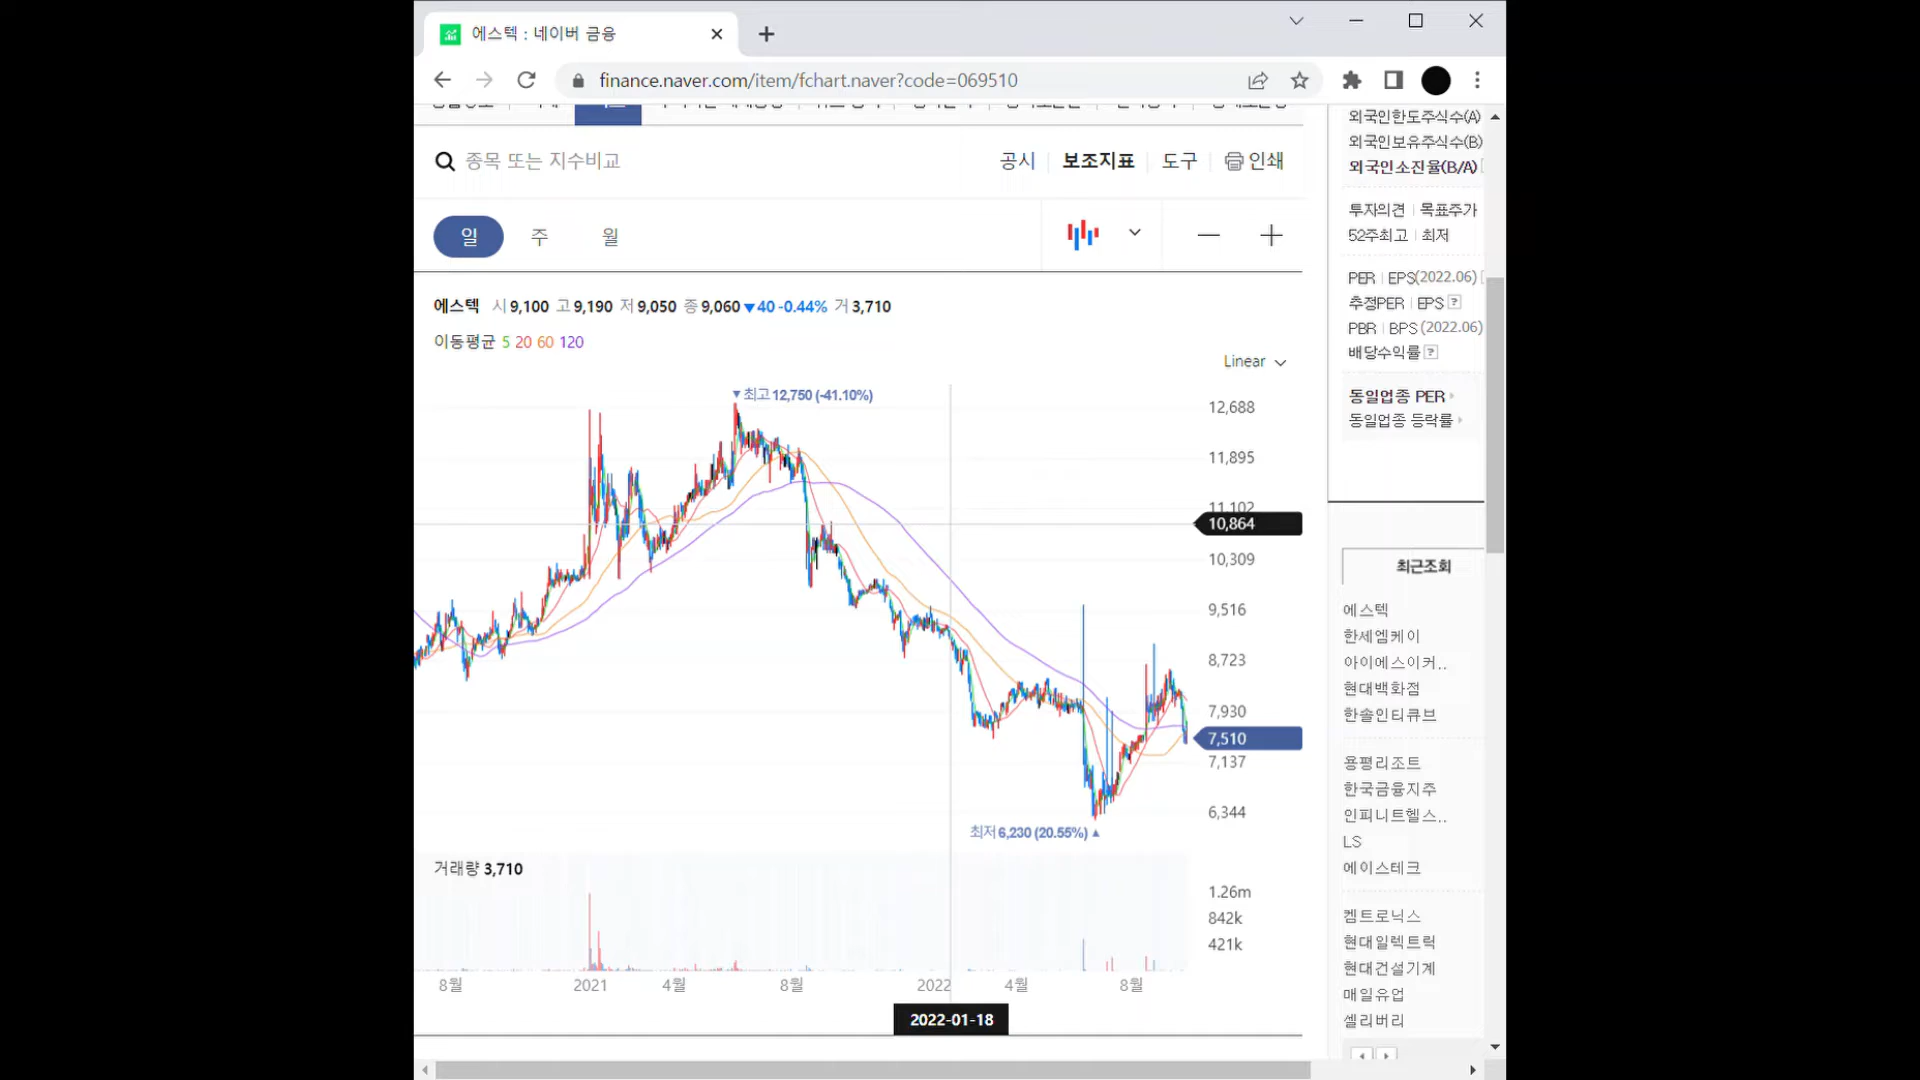 에스텍 : 네이버 금융
finance.naver.com/item/fchart.naver?code=069510
종목 또는 지수비교
공시 보조지표 도구 인쇄
일 주 월
에스텍 시 9,100 고 9,190 저 9,050 종 9,060 ▼40 -0.44% 거 3,710
이동평균 5 20 60 120
Linear
▼최고 12,750 (-41.10%)
12,688
11,895
11,102
10,864
10,309
9,516
8,723
7,930
7,510
7,137
6,344
최저 6,230 (20.55%) ▲
거래량 3,710
1.26m
842k
421k
8월 2021 4월 8월 2022 4월 8월
2022-01-18
외국인한도주식수(A)
외국인보유주식수(B)
외국인소진율(B/A)
투자의견 | 목표주가
52주최고 | 최저
PER | EPS(2022.06)
추정PER | EPS ?
PBR | BPS (2022.06)
배당수익률 ?
동일업종 PER
동일업종 등락률
최근조회
에스텍
한세엠케이
아이에스이커..
현대백화점
한솔인티큐브
용평리조트
한국금융지주
인피니트헬스..
LS
에이스테크
켐트로닉스
현대일렉트릭
현대건설기계
매일유업
셀리버리